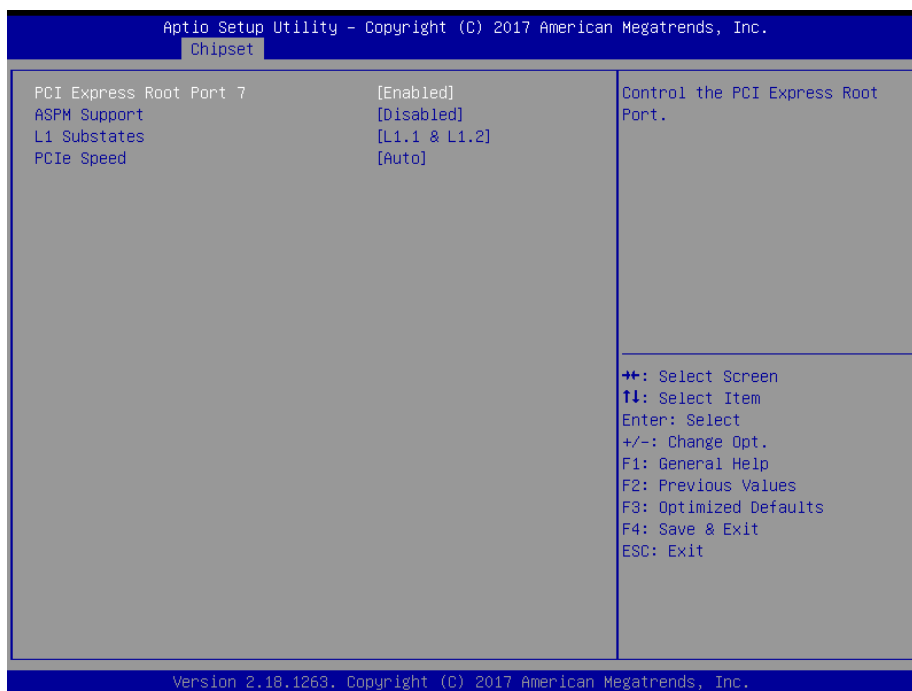 Aptio Setup Utility – Copyright (C) 2017 American Megatrends, Inc.
Chipset
PCI Express Root Port 7 [Enabled]
ASPM Support [Disabled]
L1 Substates [L1.1 & L1.2]
PCIe Speed [Auto]
Control the PCI Express Root
Port.
→←: Select Screen
↑↓: Select Item
Enter: Select
+/-: Change Opt.
F1: General Help
F2: Previous Values
F3: Optimized Defaults
F4: Save & Exit
ESC: Exit
Version 2.18.1263. Copyright (C) 2017 American Megatrends, Inc.